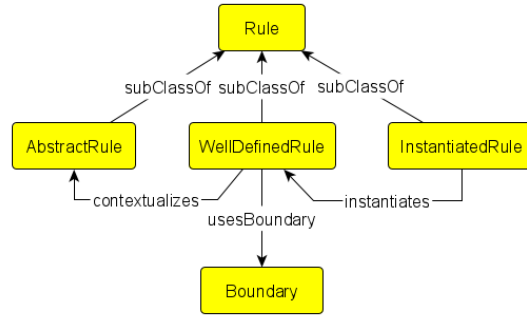 Rule
subClassOf subClassOf subClassOf
AbstractRule WellDefinedRule InstantiatedRule
contextualizes instantiates
usesBoundary
Boundary